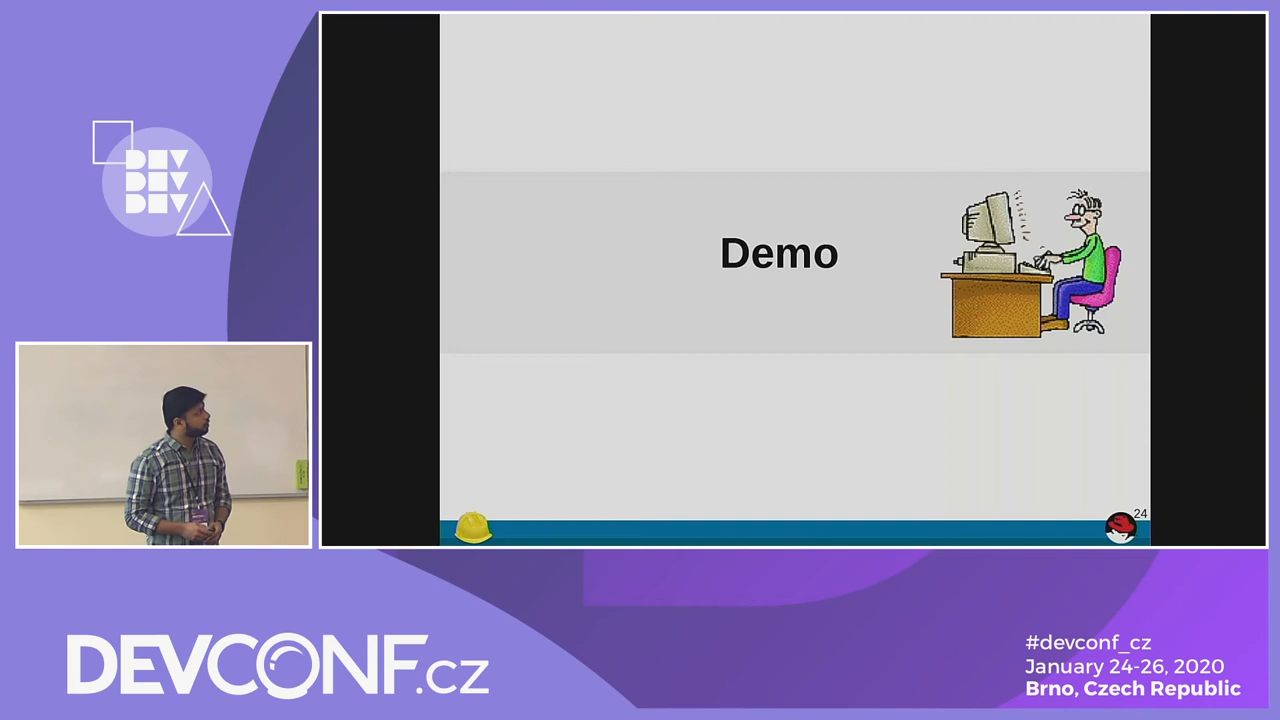 DEV
DEV
DEV
Demo
24
DEVCONF.cz
#devconf_cz
January 24-26, 2020
Brno, Czech Republic